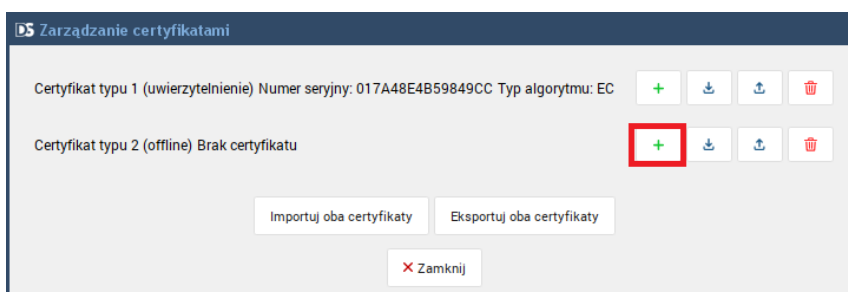 DS Zarządzanie certyfikatami
Certyfikat typu 1 (uwierzytelnienie) Numer seryjny: 017A48E4B59849CC Typ algorytmu: EC
Certyfikat typu 2 (offline) Brak certyfikatu
Importuj oba certyfikaty Eksportuj oba certyfikaty
Zamknij